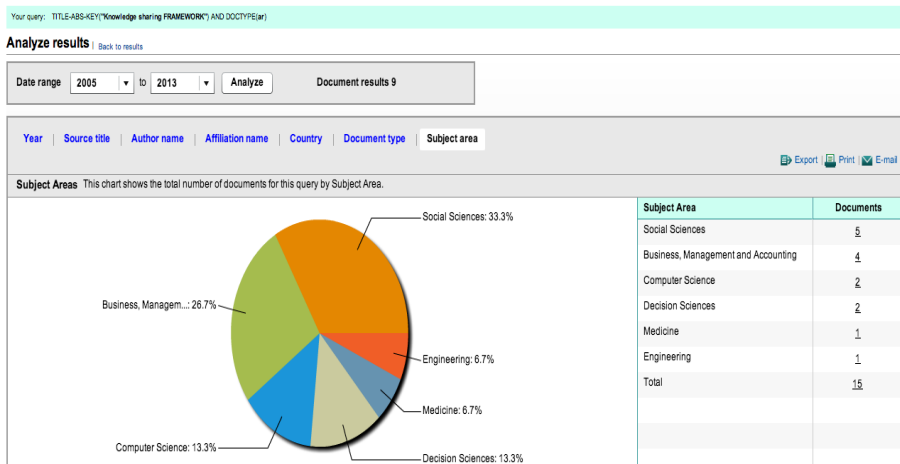 Your query: TITLE-ABS-KEY("Knowledge sharing FRAMEWORK") AND DOCTYPE(ar)
Analyze results | Back to results
Date range 2005 to 2013 Analyze Document results 9
Year | Source title | Author name | Affiliation name | Country | Document type | Subject area
Export | Print | E-mail
Subject Areas This chart shows the total number of documents for this query by Subject Area.
Social Sciences: 33.3%
Business, Managem...: 26.7%
Engineering: 6.7%
Medicine: 6.7%
Computer Science: 13.3%
Decision Sciences: 13.3%
Subject Area Documents
Social Sciences 5
Business, Management and Accounting 4
Computer Science 2
Decision Sciences 2
Medicine 1
Engineering 1
Total 15